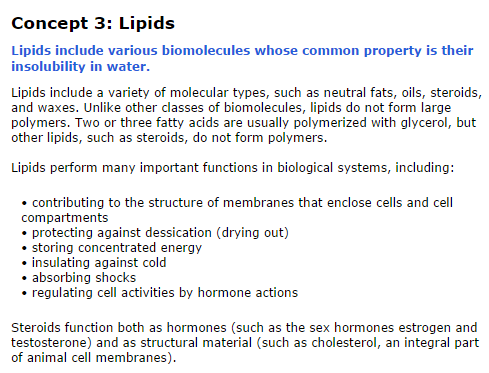 Concept 3: Lipids
Lipids include various biomolecules whose common property is their
insolubility in water.
Lipids include a variety of molecular types, such as neutral fats, oils, steroids,
and waxes. Unlike other classes of biomolecules, lipids do not form large
polymers. Two or three fatty acids are usually polymerized with glycerol, but
other lipids, such as steroids, do not form polymers.
Lipids perform many important functions in biological systems, including:
• contributing to the structure of membranes that enclose cells and cell
compartments
• protecting against dessication (drying out)
• storing concentrated energy
• insulating against cold
• absorbing shocks
• regulating cell activities by hormone actions
Steroids function both as hormones (such as the sex hormones estrogen and
testosterone) and as structural material (such as cholesterol, an integral part
of animal cell membranes).